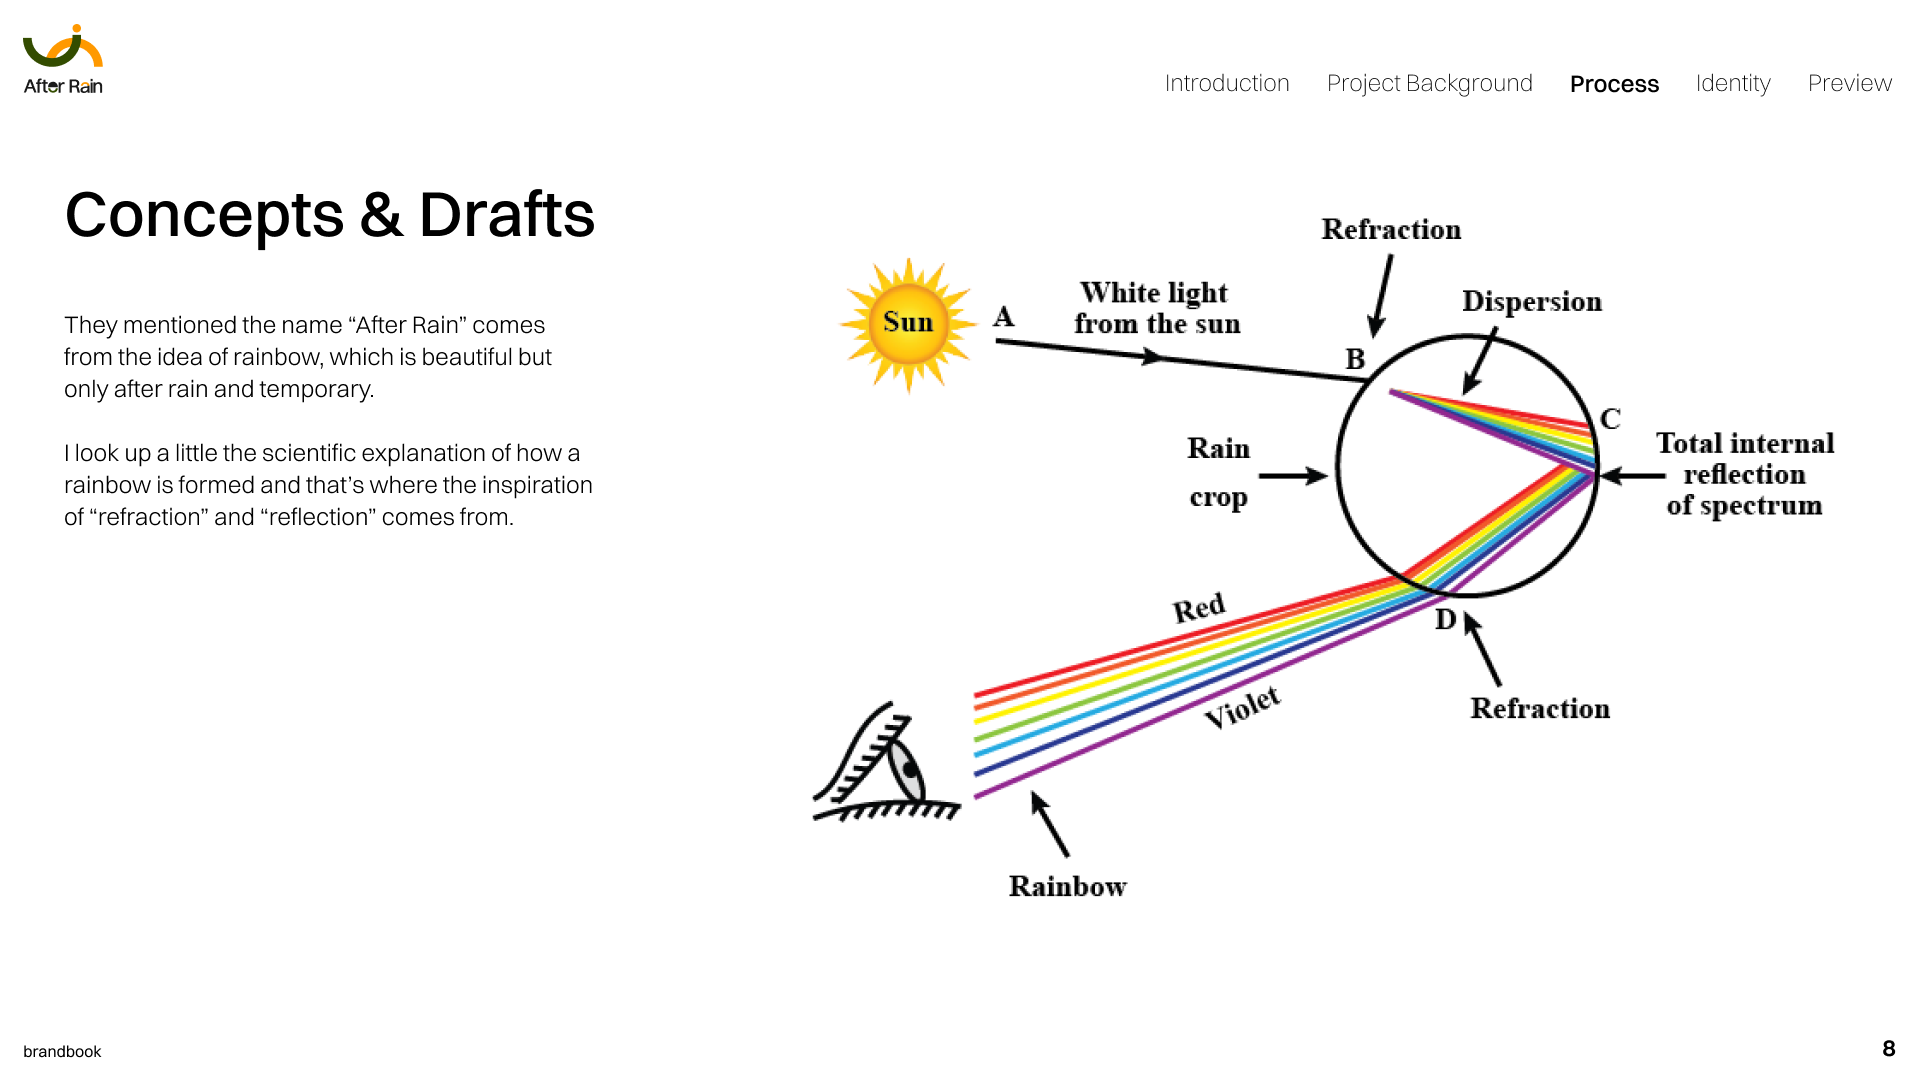 After Rain
Introduction
Project Background
Process
Identity
Preview
Concepts & Drafts
They mentioned the name “After Rain” comes
from the idea of rainbow, which is beautiful but
only after rain and temporary.
I look up a little the scientific explanation of how a
rainbow is formed and that’s where the inspiration
of “refraction” and “reflection” comes from.
Refraction
Sun
A
White light
from the sun
Dispersion
B
C
Rain
crop
Total internal
reflection
of spectrum
Red
D
Violet
Refraction
Rainbow
brandbook
8